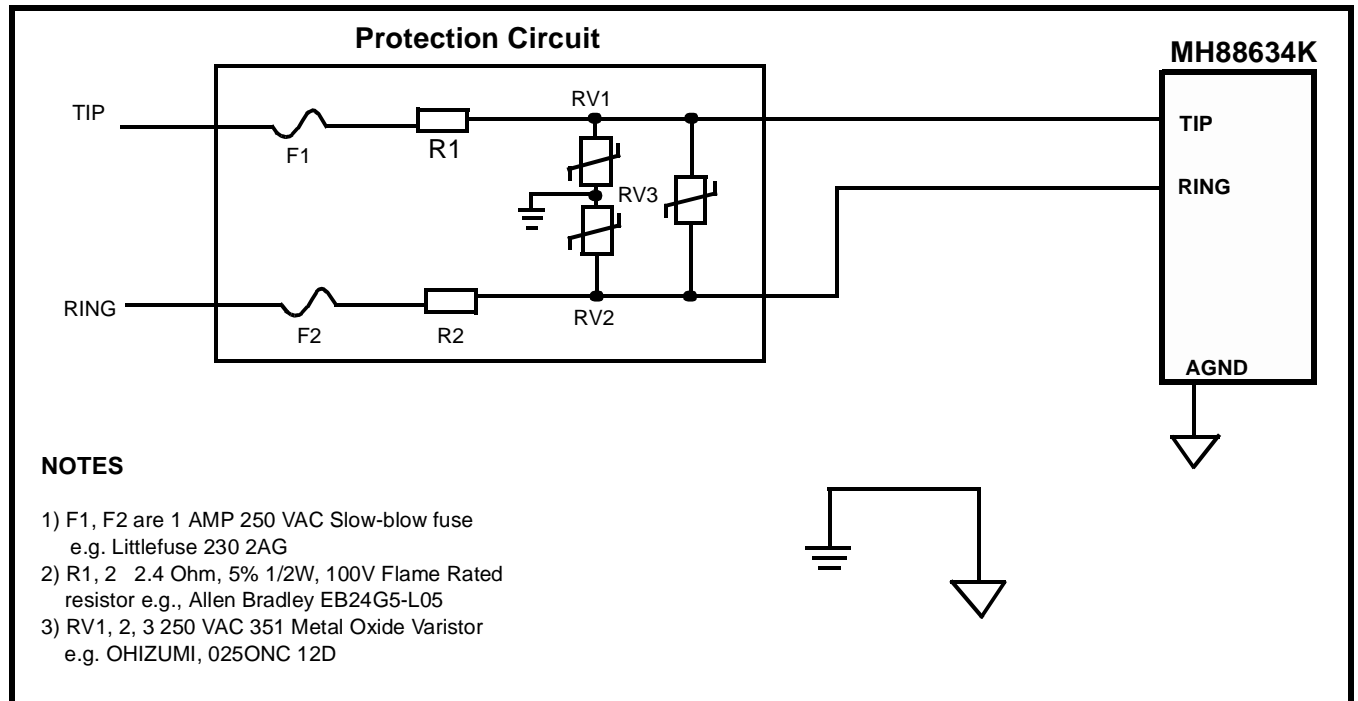 Protection Circuit
MH88634K
TIP
F1
R1
RV1
RV3
TIP
RING
RING
F2
R2
RV2
AGND
NOTES
1) F1, F2 are 1 AMP 250 VAC Slow-blow fuse
e.g. Littlefuse 230 2AG
2) R1, 2 2.4 Ohm, 5% 1/2W, 100V Flame Rated
resistor e.g., Allen Bradley EB24G5-L05
3) RV1, 2, 3 250 VAC 351 Metal Oxide Varistor
e.g. OHIZUMI, 025ONC 12D